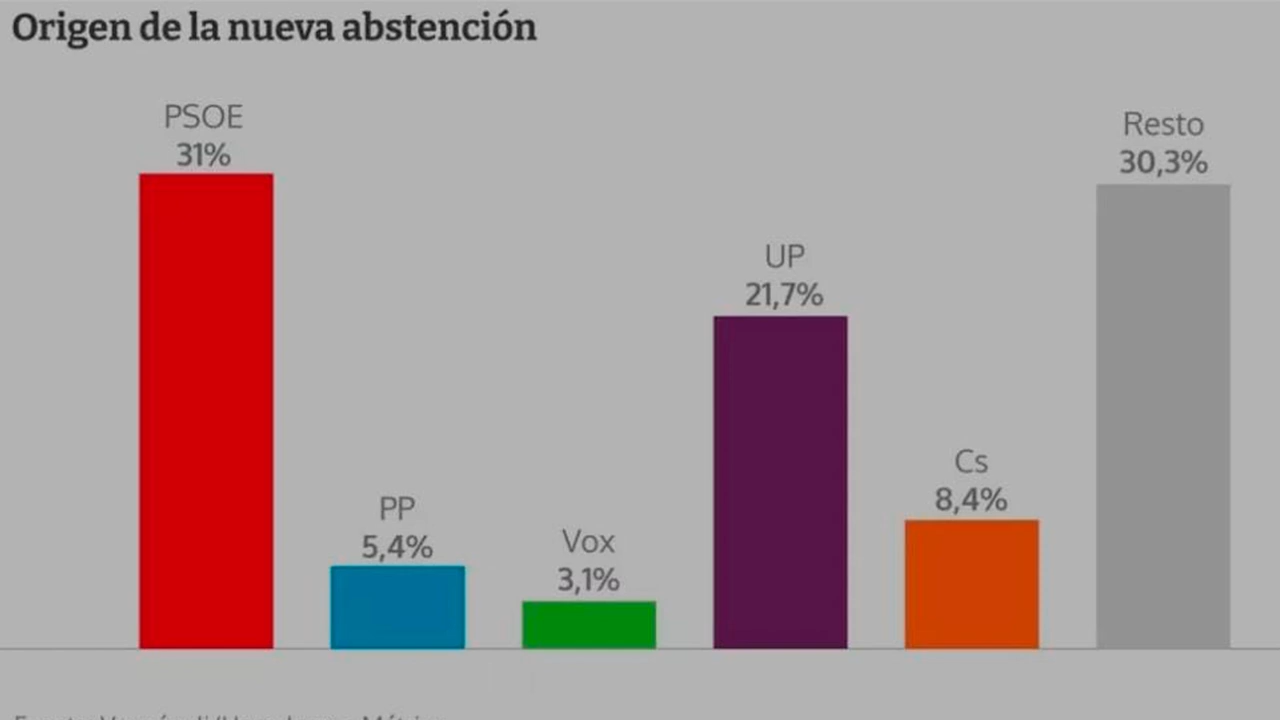 Origen de la nueva abstención
PSOE
31%
PP
5,4%
Vox
3,1%
UP
21,7%
Cs
8,4%
Resto
30,3%